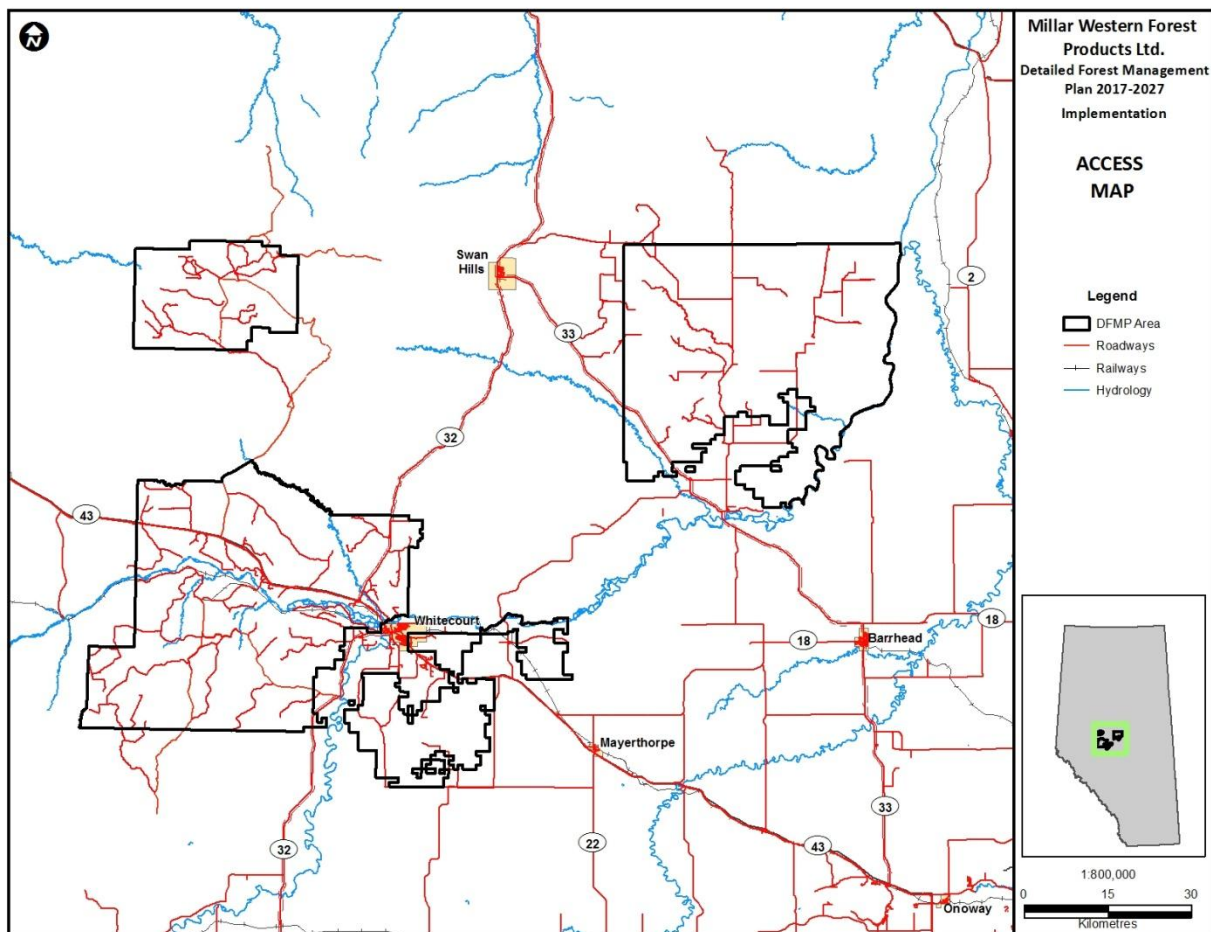 N
Millar Western Forest
Products Ltd.
Detailed Forest Management
Plan 2017-2027
Implementation
ACCESS
MAP
Legend
DFMP Area
Roadways
Railways
Hydrology
Swan
Hills
33
2
32
43
Whitecourt
18
Barrhead
18
Mayerthorpe
33
22
43
32
Onoway
1:800,000
0 15 30
Kilometres